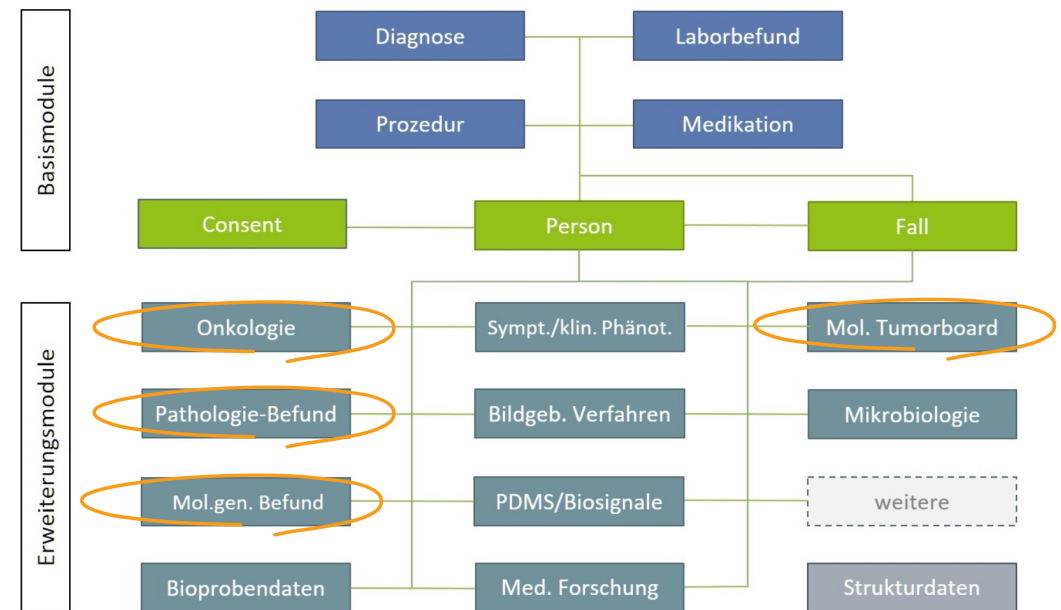 Basismodule
Diagnose
Laborbefund
Prozedur
Medikation
Consent
Person
Fall
Erweiterungsmodule
Onkologie
Sympt./klin. Phänot.
Mol. Tumorboard
Pathologie-Befund
Bildgeb. Verfahren
Mikrobiologie
Mol.gen. Befund
PDMS/Biosignale
weitere
Bioprobendaten
Med. Forschung
Strukturdaten